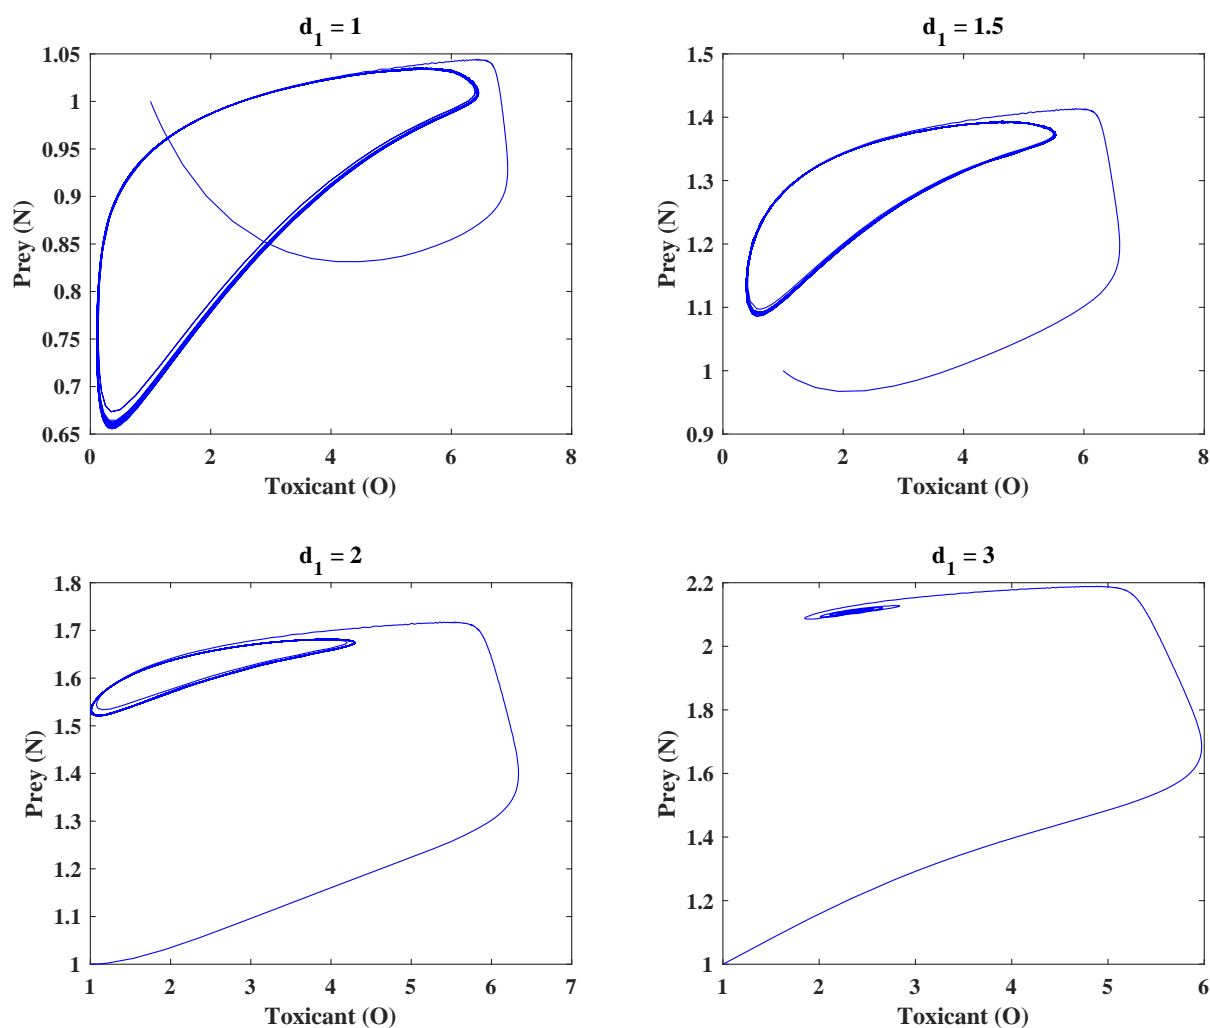 d_1 = 1
1.05
1
0.95
0.9
0.85
0.8
0.75
0.7
0.65
Prey (N)
0 2 4 6 8
Toxicant (O)
d_1 = 1.5
1.5
1.4
1.3
1.2
1.1
1
0.9
Prey (N)
0 2 4 6 8
Toxicant (O)
d_1 = 2
1.8
1.7
1.6
1.5
1.4
1.3
1.2
1.1
1
Prey (N)
1 2 3 4 5 6 7
Toxicant (O)
d_1 = 3
2.2
2
1.8
1.6
1.4
1.2
1
Prey (N)
1 2 3 4 5 6
Toxicant (O)